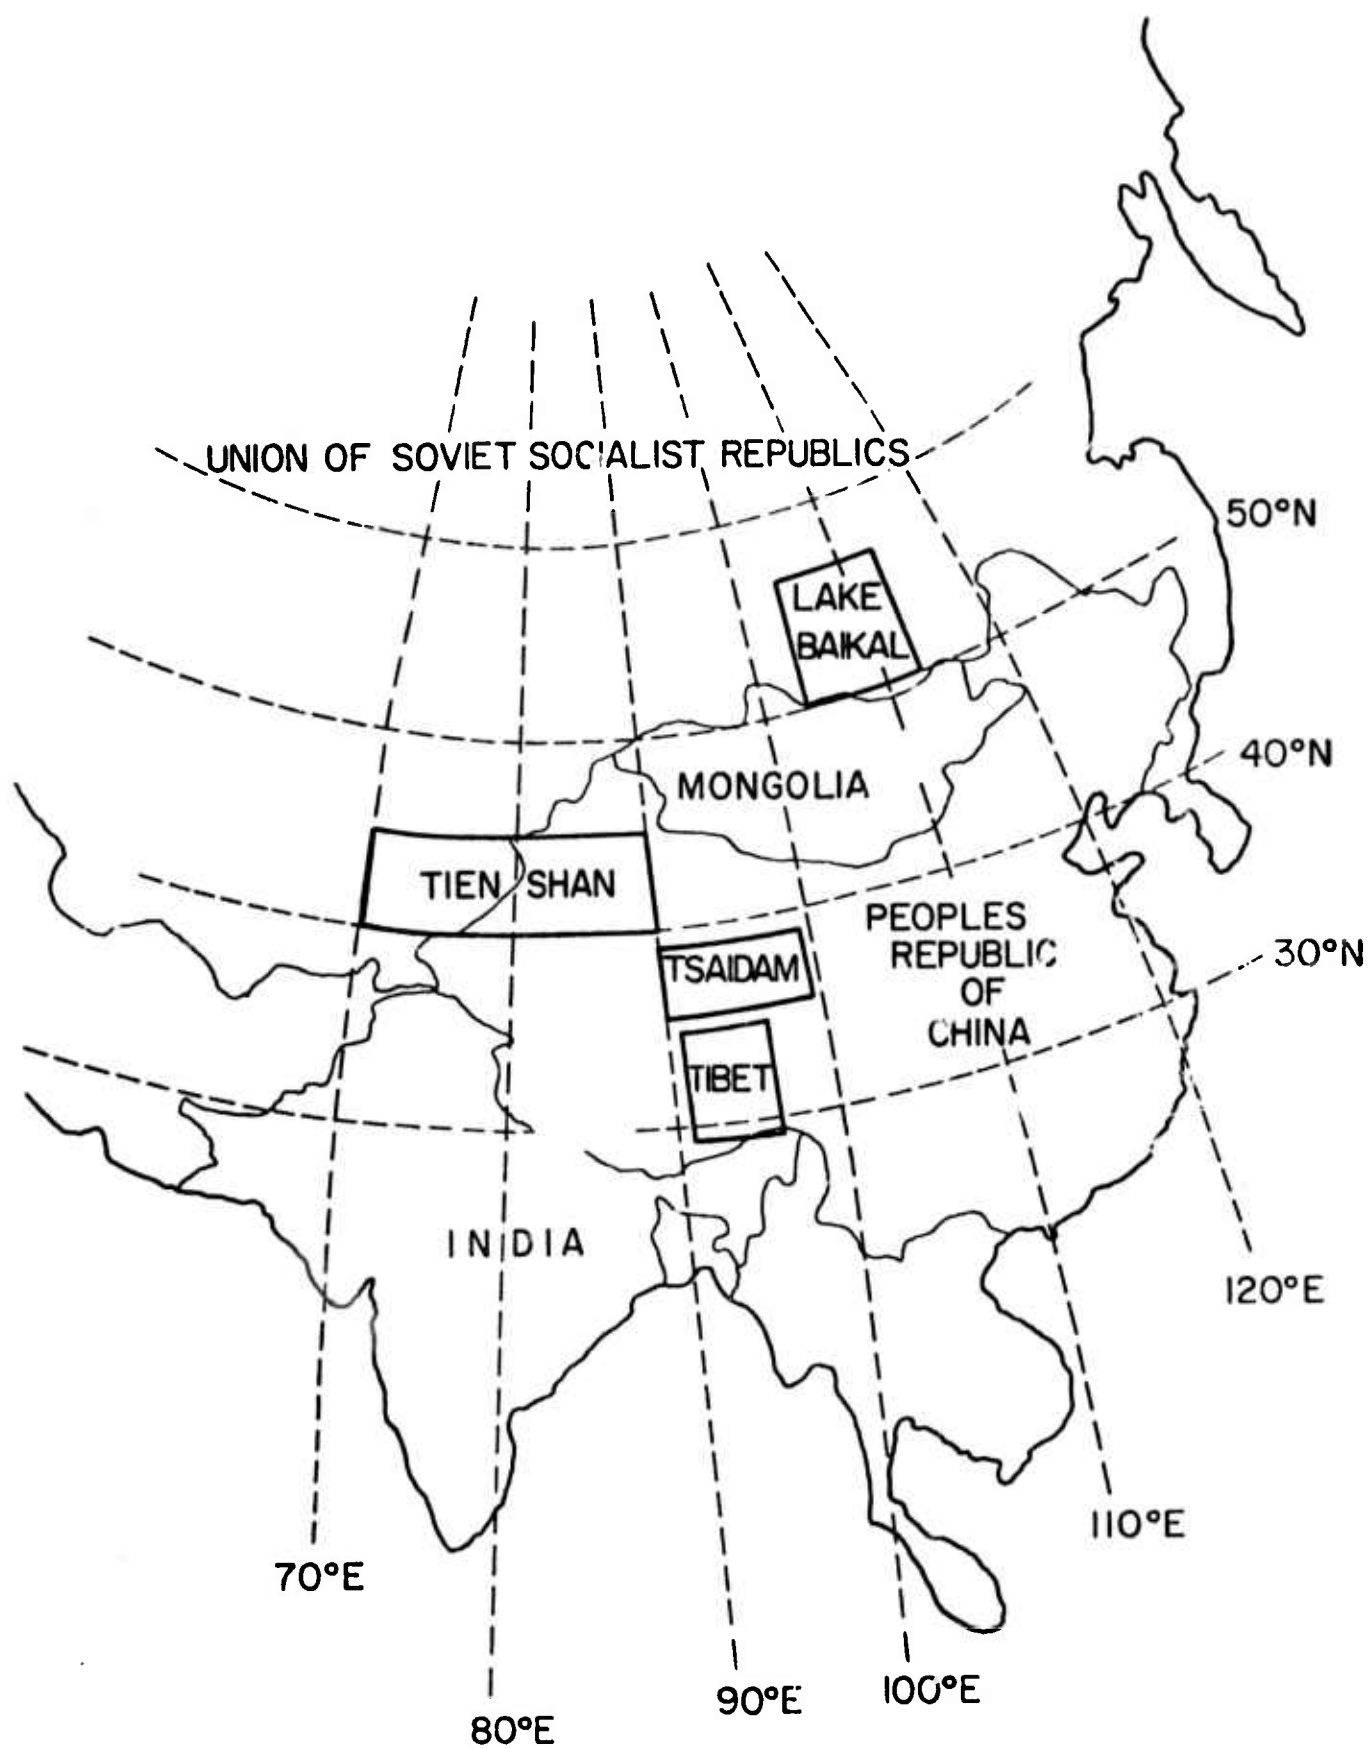 UNION OF SOVIET SOCIALIST REPUBLICS
50°N
LAKE
BAIKAL
40°N
MONGOLIA
TIEN SHAN
PEOPLES
REPUBLIC
OF
CHINA
30°N
TSAIDAM
TIBET
INDIA
120°E
110°E
70°E
100°E
90°E
80°E